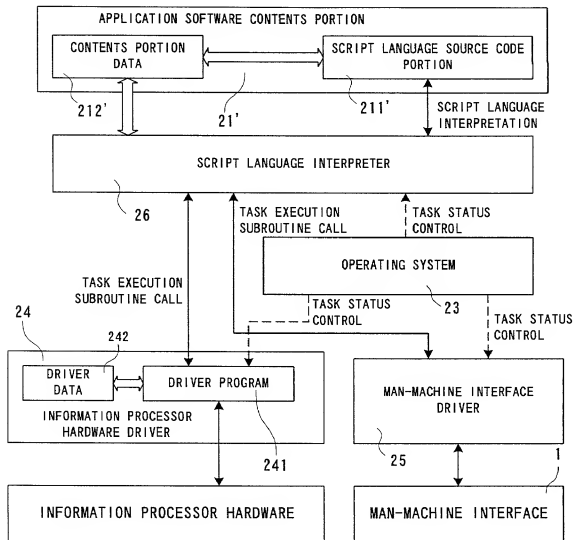 APPLICATION SOFTWARE CONTENTS PORTION
CONTENTS PORTION
DATA
SCRIPT LANGUAGE SOURCE CODE
PORTION
212'
21'
211'
SCRIPT LANGUAGE
INTERPRETATION
SCRIPT LANGUAGE INTERPRETER
26
TASK EXECUTION
SUBROUTINE CALL
TASK STATUS
CONTROL
OPERATING SYSTEM
23
TASK EXECUTION
SUBROUTINE CALL
TASK STATUS
CONTROL
TASK STATUS
CONTROL
24
242
DRIVER
DATA
DRIVER PROGRAM
INFORMATION PROCESSOR
HARDWARE DRIVER
241
MAN-MACHINE INTERFACE
DRIVER
25
1
INFORMATION PROCESSOR HARDWARE
MAN-MACHINE INTERFACE